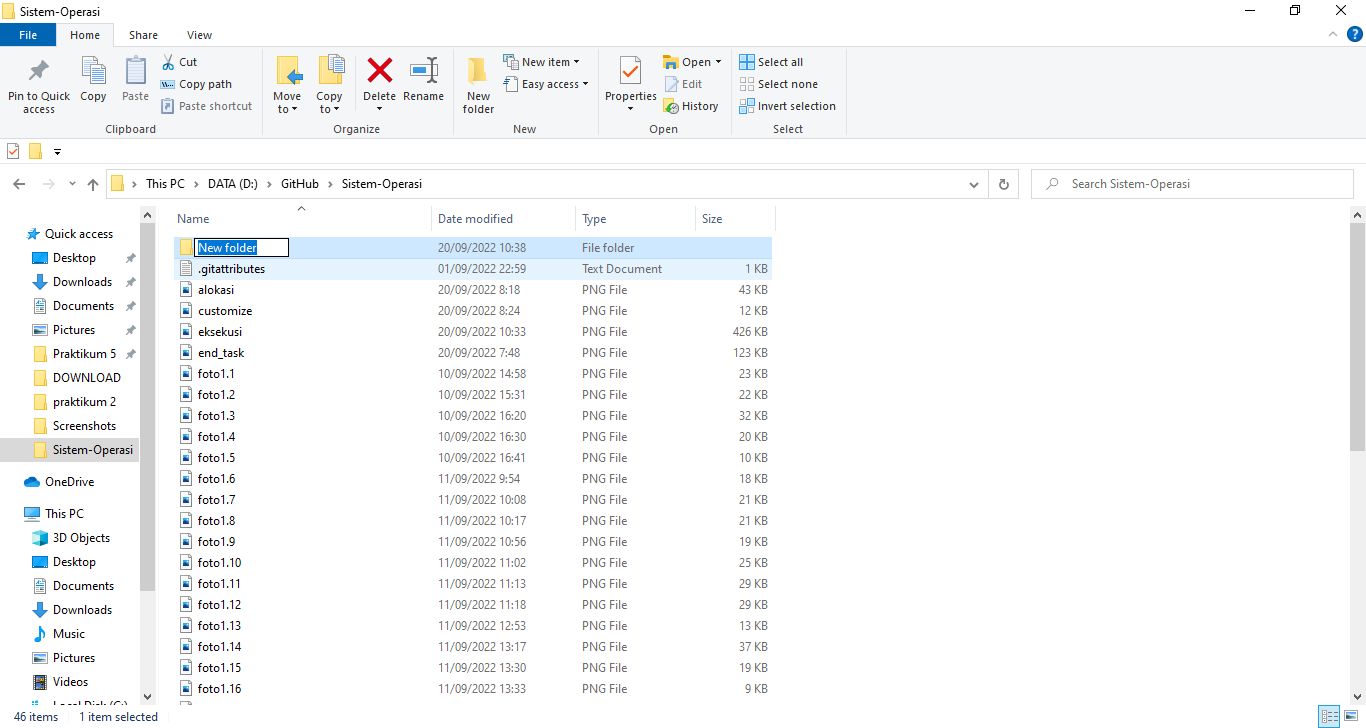 Sistem-Operasi
File Home Share View
Pin to Quick access
Copy
Paste
Cut
Copy path
Paste shortcut
Clipboard
Move to
Copy to
Delete
Rename
Organize
New folder
New item
Easy access
New
Properties
Open
Edit
History
Open
Select all
Select none
Invert selection
Select
This PC DATA (D:) GitHub Sistem-Operasi
Search Sistem-Operasi
Quick access
Desktop
Downloads
Documents
Pictures
Praktikum 5
DOWNLOAD
praktikum 2
Screenshots
Sistem-Operasi
OneDrive
This PC
3D Objects
Desktop
Documents
Downloads
Music
Pictures
Videos
Local Disk (C:)
Name Date modified Type Size
New folder 20/09/2022 10:38 File folder
.gitattributes 01/09/2022 22:59 Text Document 1 KB
alokasi 20/09/2022 8:18 PNG File 43 KB
customize 20/09/2022 8:24 PNG File 12 KB
eksekusi 20/09/2022 10:33 PNG File 426 KB
end_task 20/09/2022 7:48 PNG File 123 KB
foto1.1 10/09/2022 14:58 PNG File 23 KB
foto1.2 10/09/2022 15:31 PNG File 22 KB
foto1.3 10/09/2022 16:20 PNG File 32 KB
foto1.4 10/09/2022 16:30 PNG File 20 KB
foto1.5 10/09/2022 16:41 PNG File 10 KB
foto1.6 11/09/2022 9:54 PNG File 18 KB
foto1.7 11/09/2022 10:08 PNG File 21 KB
foto1.8 11/09/2022 10:17 PNG File 21 KB
foto1.9 11/09/2022 10:56 PNG File 19 KB
foto1.10 11/09/2022 11:02 PNG File 25 KB
foto1.11 11/09/2022 11:13 PNG File 29 KB
foto1.12 11/09/2022 11:18 PNG File 29 KB
foto1.13 11/09/2022 12:53 PNG File 13 KB
foto1.14 11/09/2022 13:17 PNG File 37 KB
foto1.15 11/09/2022 13:30 PNG File 19 KB
foto1.16 11/09/2022 13:33 PNG File 9 KB
46 items 1 item selected